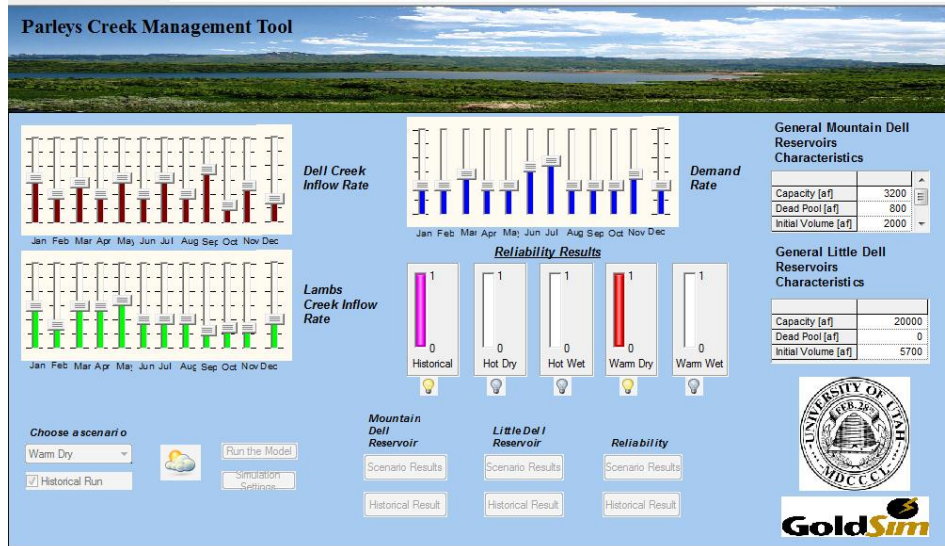 Parleys Creek Management Tool
Dell Creek
Inflow Rate
Jan Feb Mar Apr May Jun Jul Aug Sep Oct Nov Dec
Demand
Rate
Jan Feb Mar Apr May Jun Jul Aug Sep Oct Nov Dec
General Mountain Dell
Reservoirs
Characteristics
Capacity [af] 3200
Dead Pool [af] 800
Initial Volume [af] 2000
Lambs
Creek Inflow
Rate
Jan Feb Mar Apr May Jun Jul Aug Sep Oct Nov Dec
Reliability Results
1 1 1 1 1
0 0 0 0 0
Historical Hot Dry Hot Wet Warm Dry Warm Wet
General Little Dell
Reservoirs
Characteristics
Capacity [af] 20000
Dead Pool [af] 0
Initial Volume [af] 5700
Choose a scenario
Warm Dry
Historical Run
Run the Model
Simulation
Settings
Mountain
Dell
Reservoir
Scenario Results
Historical Result
Little Dell
Reservoir
Scenario Results
Historical Result
Reliability
Scenario Results
Historical Result
UNIVERSITY OF UTAH
FEB. 28
MDCCCL
GoldSim